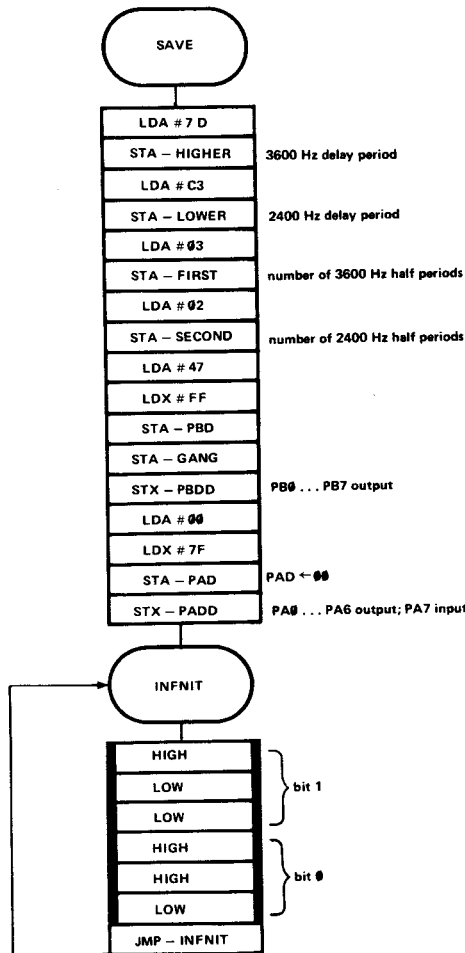 SAVE
LDA # 7 D
STA – HIGHER 3600 Hz delay period
LDA # C3
STA – LOWER 2400 Hz delay period
LDA # Ø3
STA – FIRST number of 3600 Hz half periods
LDA # Ø2
STA – SECOND number of 2400 Hz half periods
LDA # 47
LDX # FF
STA – PBD
STA – GANG
STX – PBDD PBØ . . . PB7 output
LDA # ØØ
LDX # 7F
STA – PAD PAD ← ØØ
STX – PADD PAØ . . . PA6 output; PA7 input
INFNIT
HIGH
LOW bit 1
LOW
HIGH
HIGH bit Ø
LOW
JMP – INFNIT